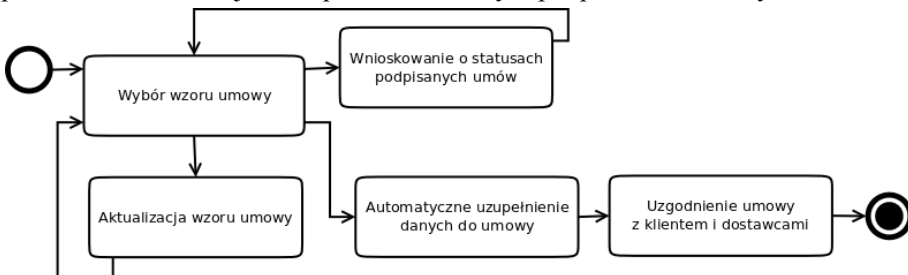 Wnioskowanie o statusach
podpisanych umów
Wybór wzoru umowy
Aktualizacja wzoru umowy
Automatyczne uzupełnienie
danych do umowy
Uzgodnienie umowy
z klientem i dostawcami